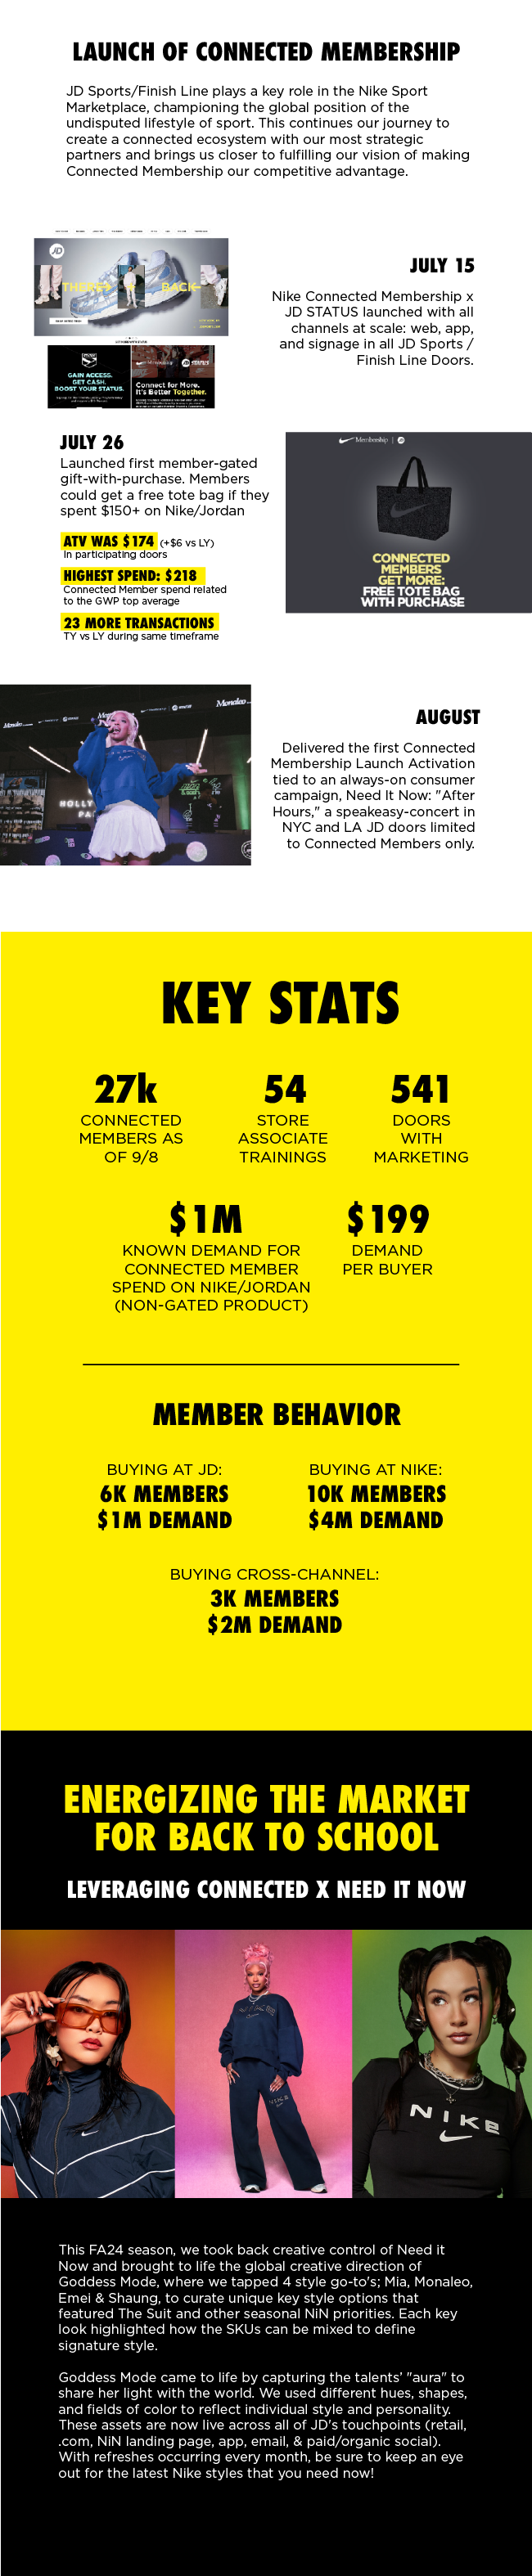 LAUNCH OF CONNECTED MEMBERSHIP
JD Sports/Finish Line plays a key role in the Nike Sport
Marketplace, championing the global position of the
undisputed lifestyle of sport. This continues our journey to
create a connected ecosystem with our most strategic
partners and brings us closer to fulfilling our vision of making
Connected Membership our competitive advantage.
JD
THERE
BACK
GAIN ACCESS.
GET CASH.
BOOST YOUR STATUS.
Connect for More.
It's Better Together.
JULY 15
Nike Connected Membership x
JD STATUS launched with all
channels at scale: web, app,
and signage in all JD Sports /
Finish Line Doors.
JULY 26
Launched first member-gated
gift-with-purchase. Members
could get a free tote bag if they
spent $150+ on Nike/Jordan
ATV WAS $174 (+$6 vs LY)
In participating doors
HIGHEST SPEND: $218
Connected Member spend related
to the GWP top average
23 MORE TRANSACTIONS
TY vs LY during same timeframe
Membership
CONNECTED
MEMBERS
GET MORE:
FREE TOTE BAG
WITH PURCHASE
Monaleo
Monaleo
HOLLY
PA
AUGUST
Delivered the first Connected
Membership Launch Activation
tied to an always-on consumer
campaign, Need It Now: "After
Hours," a speakeasy-concert in
NYC and LA JD doors limited
to Connected Members only.
KEY STATS
27k
CONNECTED
MEMBERS AS
OF 9/8
54
STORE
ASSOCIATE
TRAININGS
541
DOORS
WITH
MARKETING
$1M
KNOWN DEMAND FOR
CONNECTED MEMBER
SPEND ON NIKE/JORDAN
(NON-GATED PRODUCT)
$199
DEMAND
PER BUYER
MEMBER BEHAVIOR
BUYING AT JD:
6K MEMBERS
$1M DEMAND
BUYING AT NIKE:
10K MEMBERS
$4M DEMAND
BUYING CROSS-CHANNEL:
3K MEMBERS
$2M DEMAND
ENERGIZING THE MARKET
FOR BACK TO SCHOOL
LEVERAGING CONNECTED X NEED IT NOW
NIKE
NIKE
This FA24 season, we took back creative control of Need it
Now and brought to life the global creative direction of
Goddess Mode, where we tapped 4 style go-to's; Mia, Monaleo,
Emei & Shaung, to curate unique key style options that
featured The Suit and other seasonal NiN priorities. Each key
look highlighted how the SKUs can be mixed to define
signature style.
Goddess Mode came to life by capturing the talents' "aura" to
share her light with the world. We used different hues, shapes,
and fields of color to reflect individual style and personality.
These assets are now live across all of JD's touchpoints (retail,
.com, NiN landing page, app, email, & paid/organic social).
With refreshes occurring every month, be sure to keep an eye
out for the latest Nike styles that you need now!